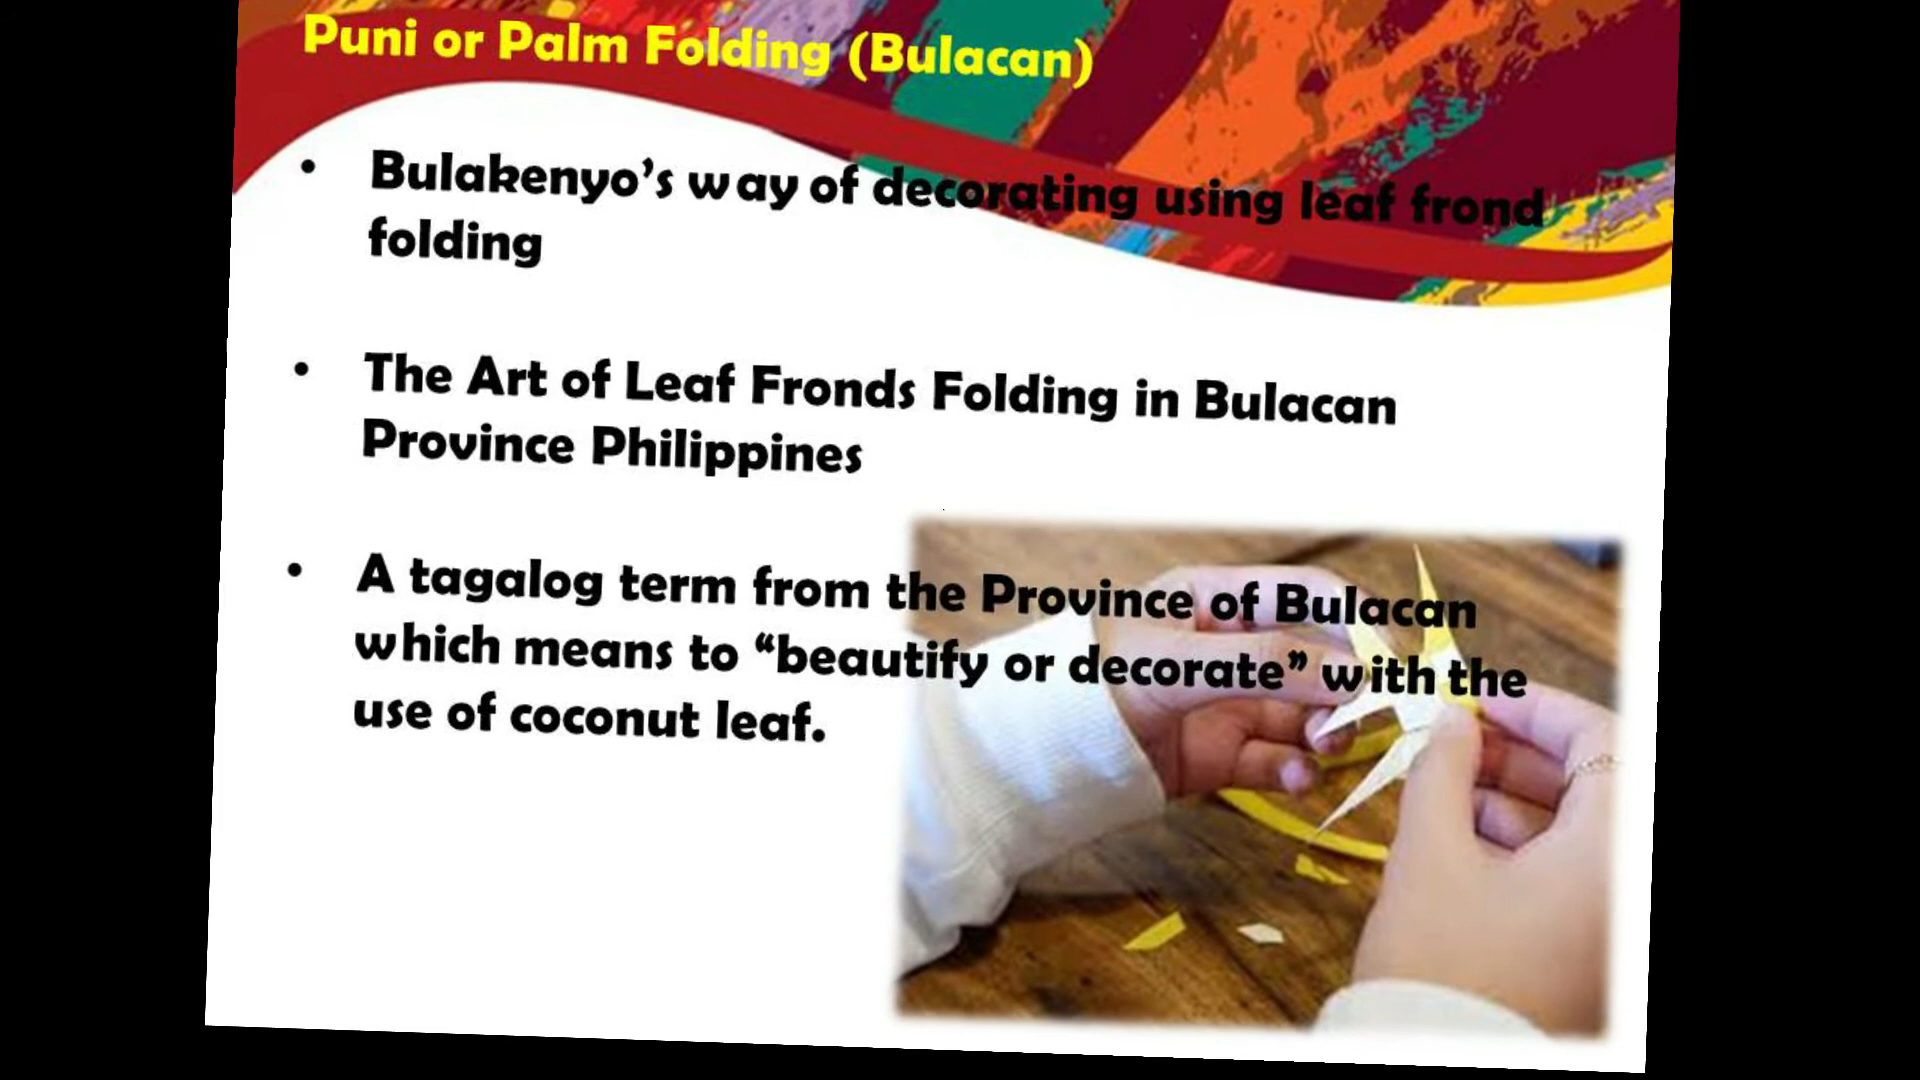 Puni or Palm Folding (Bulacan)
• Bulakenyo’s way of decorating using leaf frond
folding
• The Art of Leaf Fronds Folding in Bulacan
Province Philippines
• A tagalog term from the Province of Bulacan
which means to “beautify or decorate” with the
use of coconut leaf.